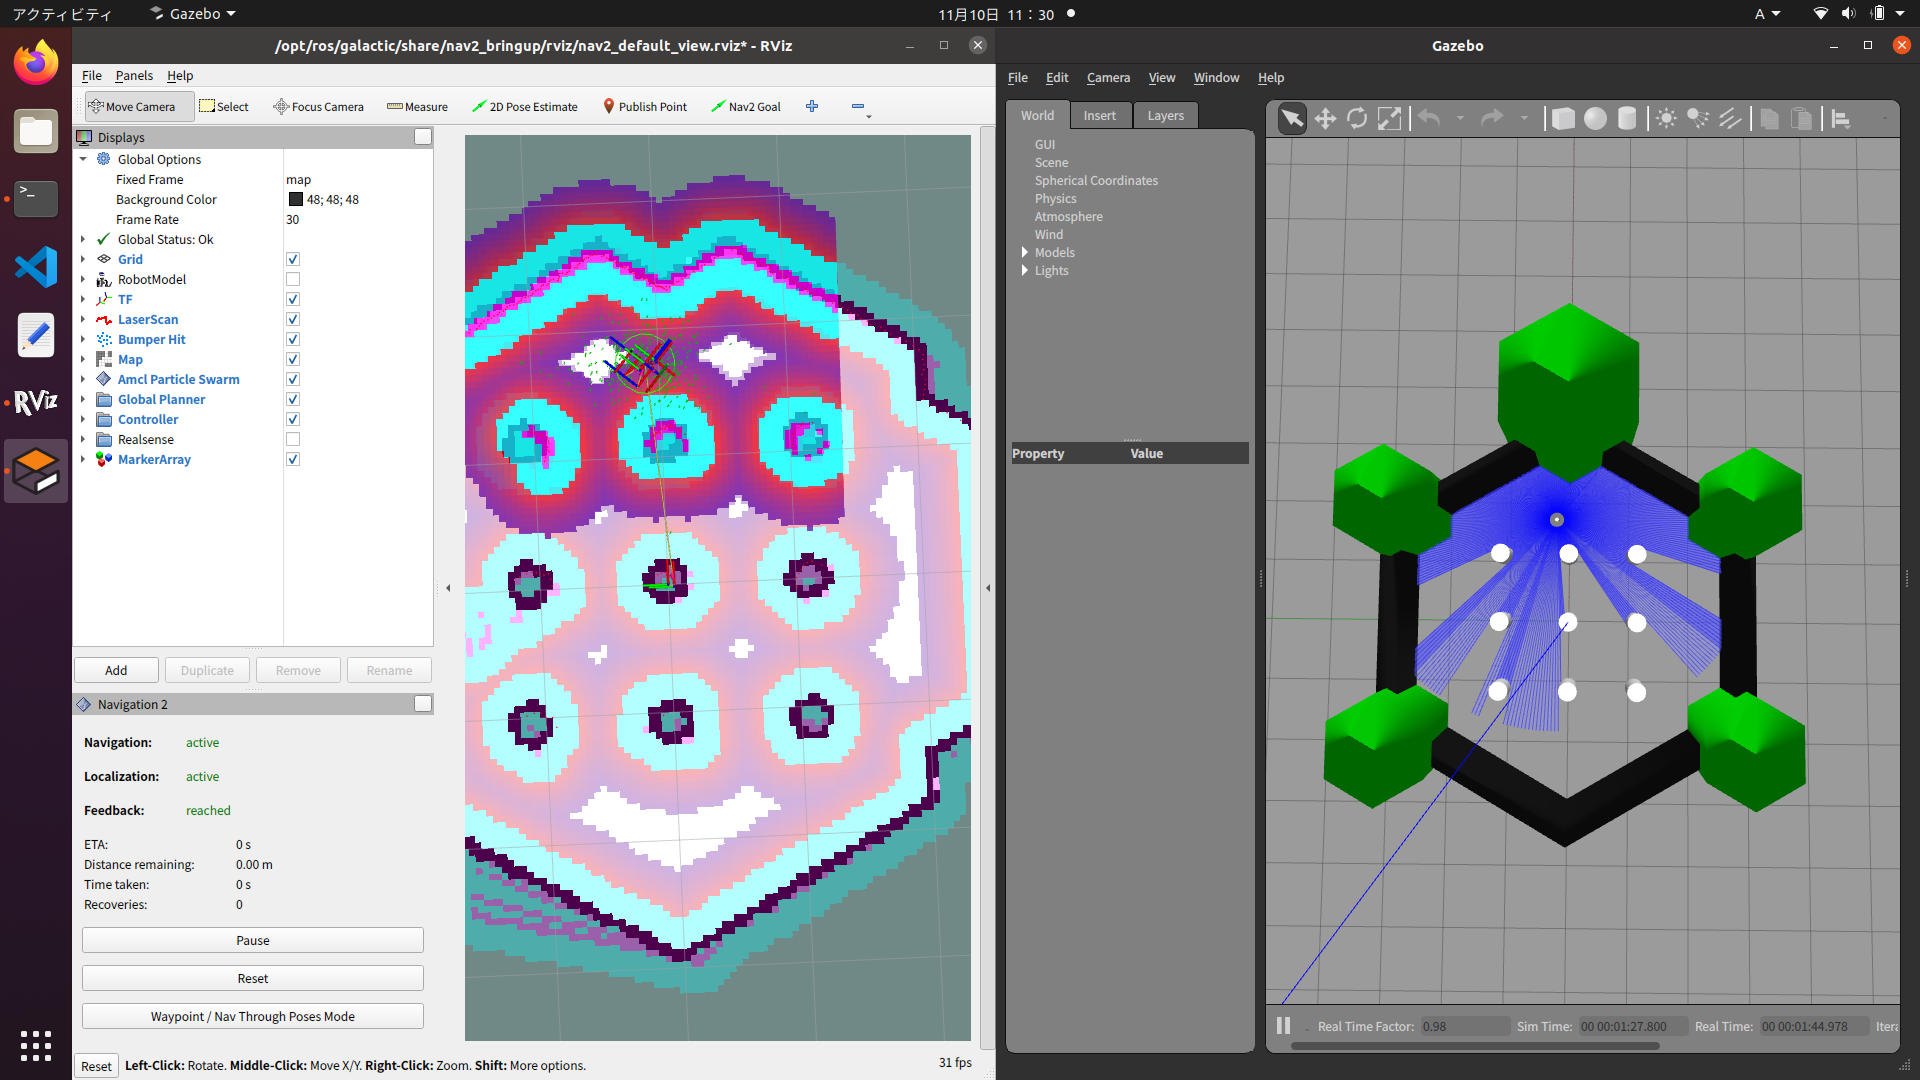 アクティビティ Gazebo 11月10日 11：30 A
/opt/ros/galactic/share/nav2_bringup/rviz/nav2_default_view.rviz* - RViz
File Panels Help
Move Camera Select Focus Camera Measure 2D Pose Estimate Publish Point Nav2 Goal
Displays
Global Options
Fixed Frame map
Background Color 48; 48; 48
Frame Rate 30
Global Status: Ok
Grid
RobotModel
TF
LaserScan
Bumper Hit
Map
Amcl Particle Swarm
Global Planner
Controller
Realsense
MarkerArray
Add Duplicate Remove Rename
Navigation 2
Navigation: active
Localization: active
Feedback: reached
ETA: 0 s
Distance remaining: 0.00 m
Time taken: 0 s
Recoveries: 0
Pause
Reset
Waypoint / Nav Through Poses Mode
Reset Left-Click: Rotate. Middle-Click: Move X/Y. Right-Click: Zoom. Shift: More options. 31 fps
RViz
Gazebo
File Edit Camera View Window Help
World Insert Layers
GUI
Scene
Spherical Coordinates
Physics
Atmosphere
Wind
Models
Lights
Property Value
Real Time Factor: 0.98 Sim Time: 00 00:01:27.800 Real Time: 00 00:01:44.978 Itera